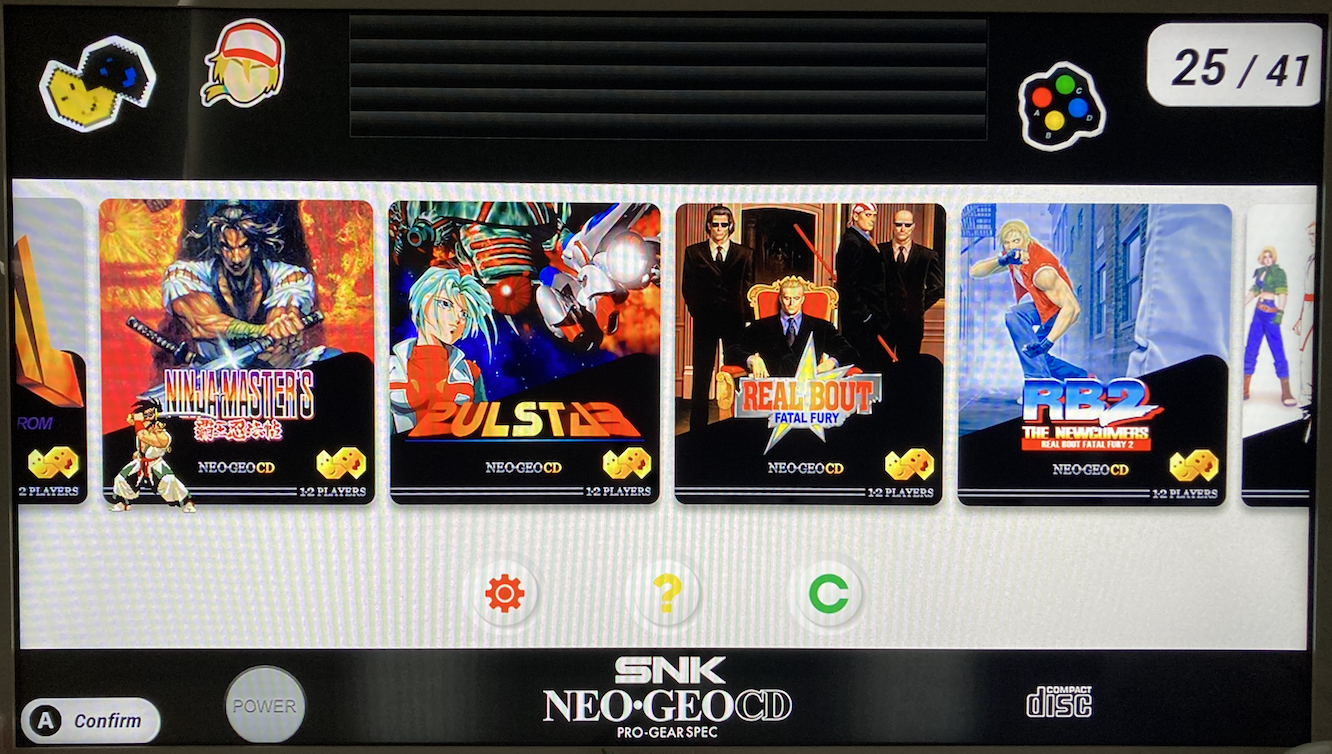 25 / 41
A
C
D
B
ROM
2 PLAYERS
NINJA MASTER'S
覇王忍法帖
NEO·GEO CD
1-2 PLAYERS
PULSTAR
NEO·GEO CD
1-2 PLAYERS
REAL BOUT
FATAL FURY
NEO·GEO CD
1-2 PLAYERS
RB2
THE NEWCOMERS
REAL BOUT FATAL FURY 2
NEO·GEO CD
1-2 PLAYERS
?
A Confirm
POWER
SNK
NEO·GEO CD
PRO-GEAR SPEC
COMPACT
disc